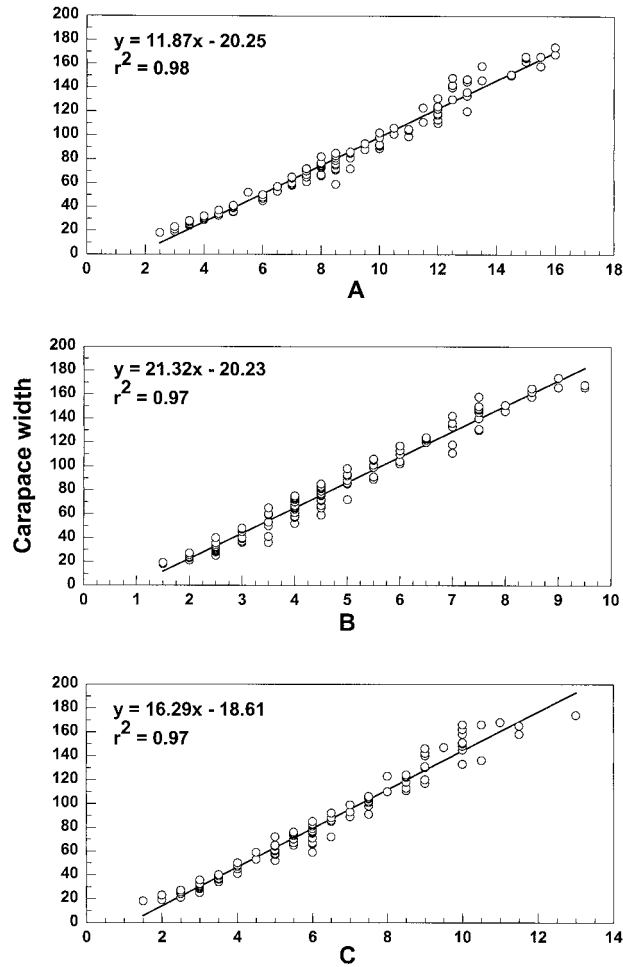 200
180
160
140
120
100
80
60
40
20
0
y = 11.87x - 20.25
r2 = 0.98
0 2 4 6 8 10 12 14 16 18
A
Carapace width
200
180
160
140
120
100
80
60
40
20
0
y = 21.32x - 20.23
r2 = 0.97
0 1 2 3 4 5 6 7 8 9 10
B
200
180
160
140
120
100
80
60
40
20
0
y = 16.29x - 18.61
r2 = 0.97
0 2 4 6 8 10 12 14
C